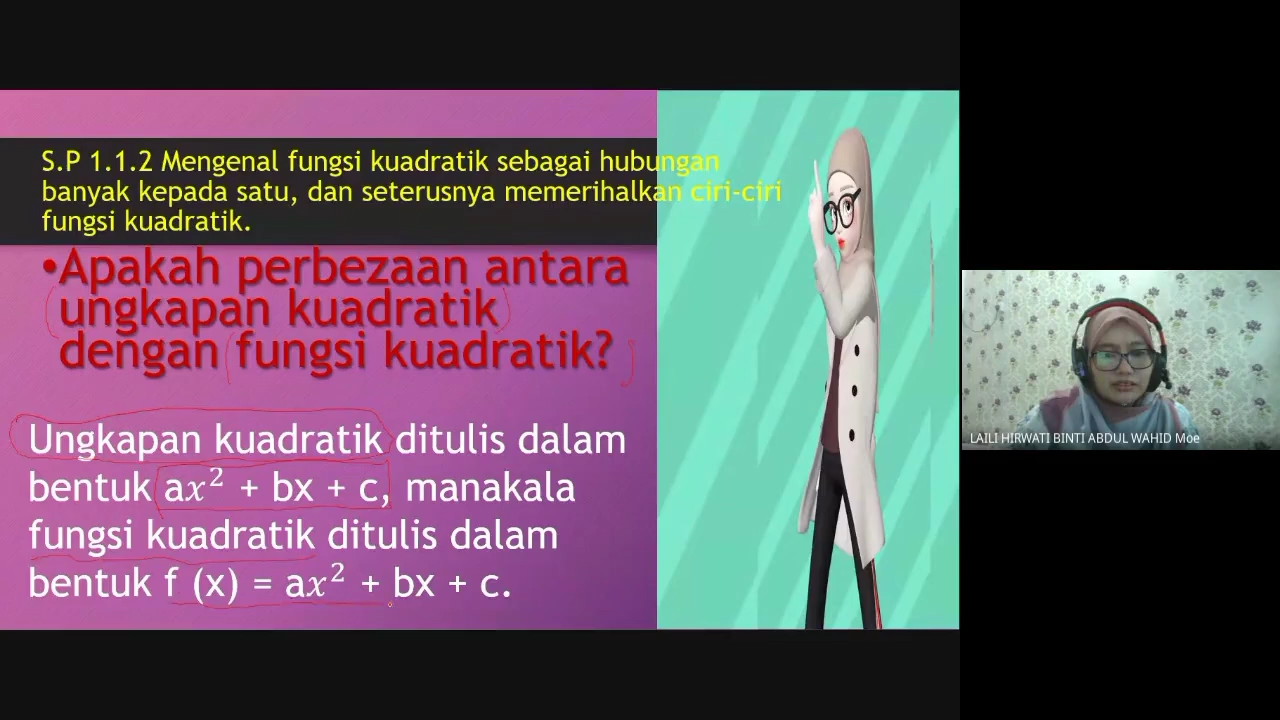 S.P 1.1.2 Mengenal fungsi kuadratik sebagai hubungan
banyak kepada satu, dan seterusnya memerihalkan ciri-ciri
fungsi kuadratik.
•Apakah perbezaan antara
ungkapan kuadratik
dengan fungsi kuadratik?
Ungkapan kuadratik ditulis dalam
bentuk a𝑥² + bx + c, manakala
fungsi kuadratik ditulis dalam
bentuk f (x) = a𝑥² + bx + c.
LAILI HIRWATI BINTI ABDUL WAHID Moe